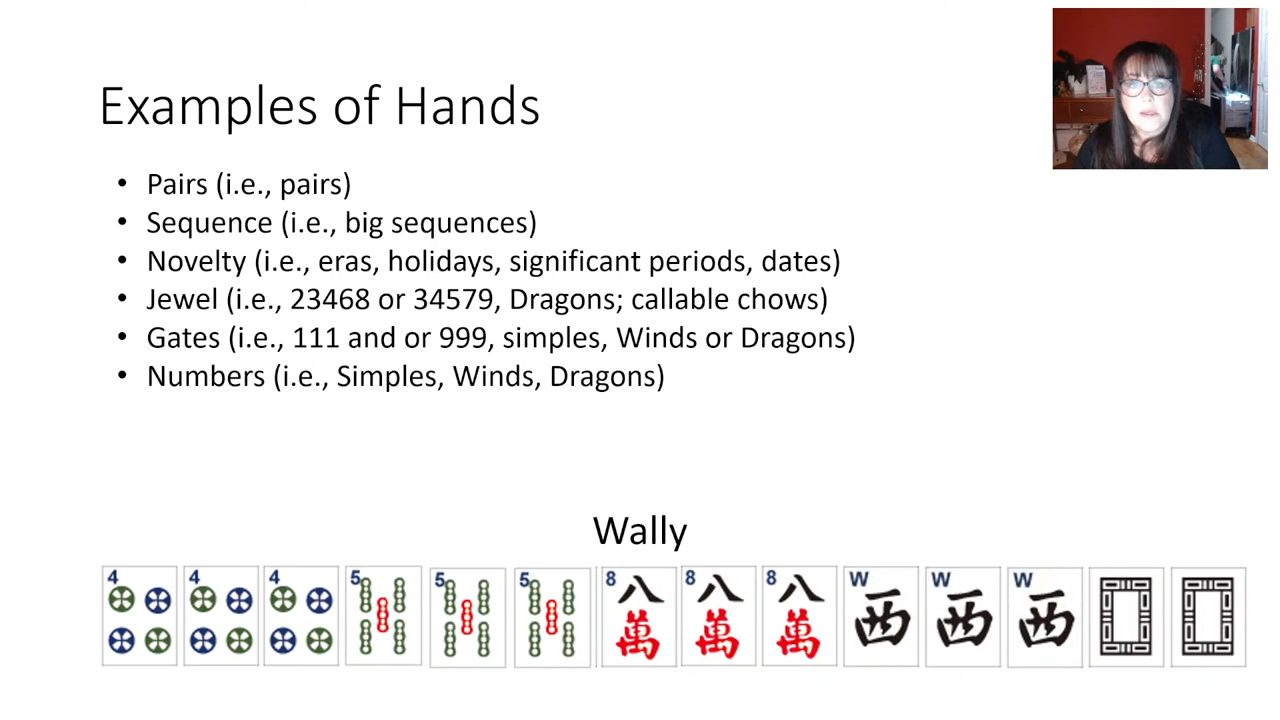 Examples of Hands
• Pairs (i.e., pairs)
• Sequence (i.e., big sequences)
• Novelty (i.e., eras, holidays, significant periods, dates)
• Jewel (i.e., 23468 or 34579, Dragons; callable chows)
• Gates (i.e., 111 and or 999, simples, Winds or Dragons)
• Numbers (i.e., Simples, Winds, Dragons)
Wally
4 4 4 5 5 5 8 8 8 W W W
八 八 八 西 西 西
萬 萬 萬